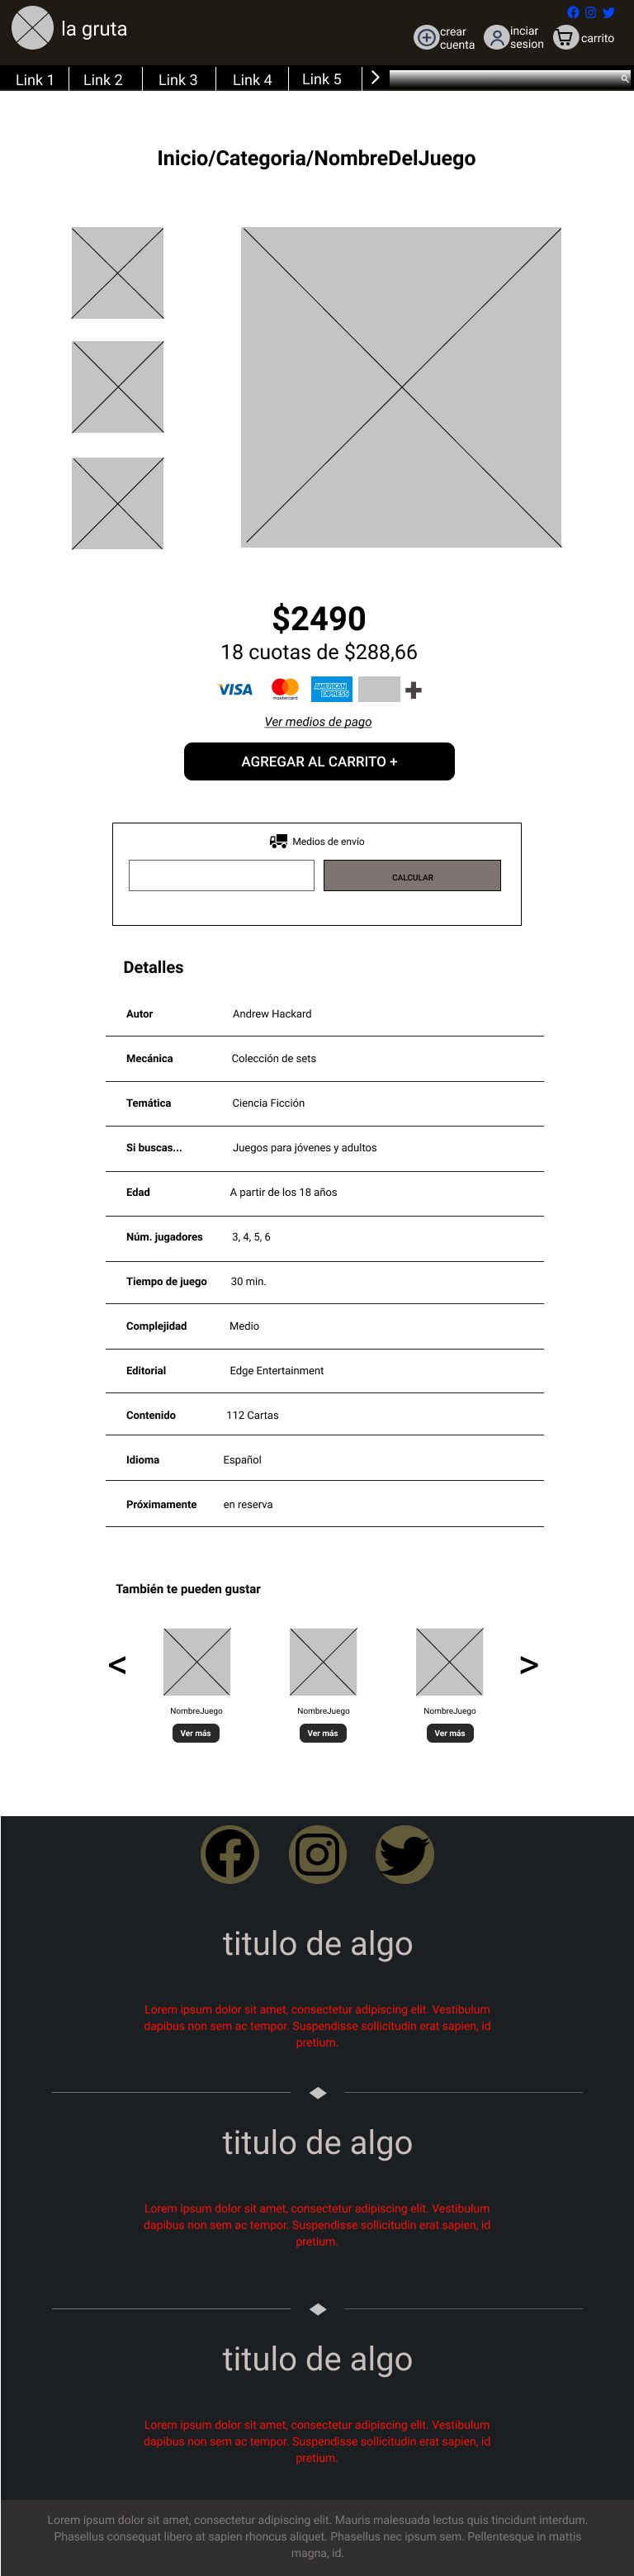 la gruta
crear
cuenta
inciar
sesion
carrito
Link 1
Link 2
Link 3
Link 4
Link 5
Inicio/Categoria/NombreDelJuego
$2490
18 cuotas de $288,66
VISA
mastercard
AMERICAN
EXPRESS
Ver medios de pago
AGREGAR AL CARRITO +
Medios de envío
CALCULAR
Detalles
Autor Andrew Hackard
Mecánica Colección de sets
Temática Ciencia Ficción
Si buscas... Juegos para jóvenes y adultos
Edad A partir de los 18 años
Núm. jugadores 3, 4, 5, 6
Tiempo de juego 30 min.
Complejidad Medio
Editorial Edge Entertainment
Contenido 112 Cartas
Idioma Español
Próximamente en reserva
También te pueden gustar
< >
NombreJuego NombreJuego NombreJuego
Ver más Ver más Ver más
titulo de algo
Lorem ipsum dolor sit amet, consectetur adipiscing elit. Vestibulum
dapibus non sem ac tempor. Suspendisse sollicitudin erat sapien, id
pretium.
titulo de algo
Lorem ipsum dolor sit amet, consectetur adipiscing elit. Vestibulum
dapibus non sem ac tempor. Suspendisse sollicitudin erat sapien, id
pretium.
titulo de algo
Lorem ipsum dolor sit amet, consectetur adipiscing elit. Vestibulum
dapibus non sem ac tempor. Suspendisse sollicitudin erat sapien, id
pretium.
Lorem ipsum dolor sit amet, consectetur adipiscing elit. Mauris malesuada lectus quis tincidunt interdum.
Phasellus consequat libero at sapien rhoncus aliquet. Phasellus nec ipsum sem. Pellentesque in mattis
magna, id.